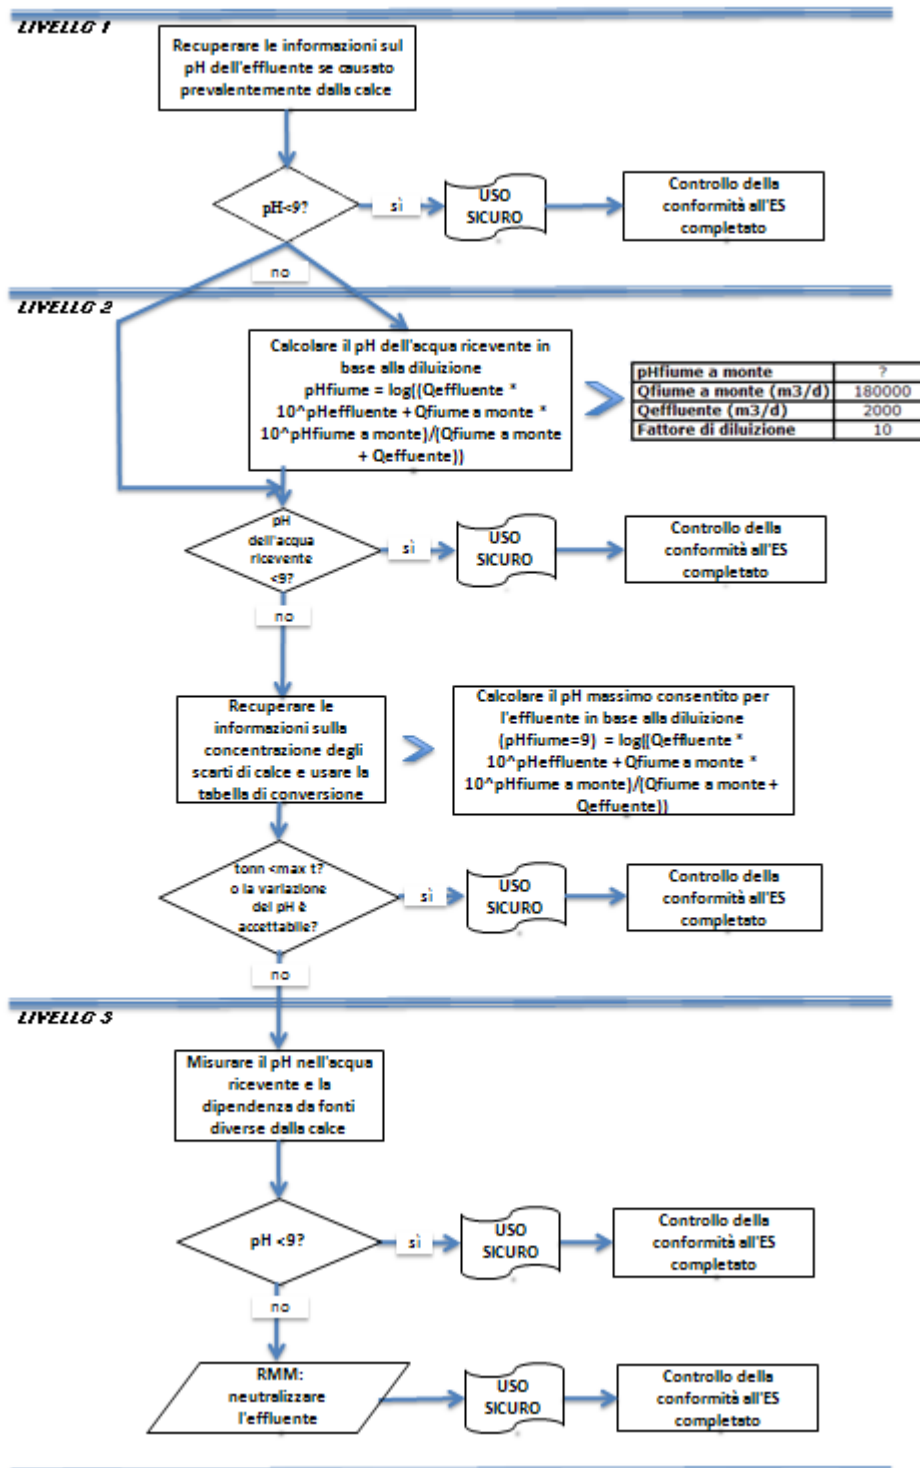 LIVELLO 1
Recuperare le informazioni sul
pH dell'effluente se causato
prevalentemente dalla calce
pH<9?
sì
USO
SICURO
Controllo della
conformità all'ES
completato
no
LIVELLO 2
Calcolare il pH dell'acqua ricevente in
base alla diluizione
pHfiume = log((Qeffluente *
10^pHeffluente + Qfiume a monte *
10^pHfiume a monte)/(Qfiume a monte
+ Qeffuente))
pHfiume a monte ?
Qfiume a monte (m3/d) 180000
Qeffluente (m3/d) 2000
Fattore di diluizione 10
pH
dell'acqua
ricevente
<9?
sì
USO
SICURO
Controllo della
conformità all'ES
completato
no
Recuperare le
informazioni sulla
concentrazione degli
scarti di calce e usare la
tabella di conversione
Calcolare il pH massimo consentito per
l'effluente in base alla diluizione
(pHfiume=9) = log((Qeffluente *
10^pHeffluente + Qfiume a monte *
10^pHfiume a monte)/(Qfiume a monte +
Qeffuente))
tonn <max t?
o la variazione
del pH è
accettabile?
sì
USO
SICURO
Controllo della
conformità all'ES
completato
no
LIVELLO 3
Misurare il pH nell'acqua
ricevente e la
dipendenza da fonti
diverse dalla calce
pH <9?
sì
USO
SICURO
Controllo della
conformità all'ES
completato
no
RMM:
neutralizzare
l'effluente
USO
SICURO
Controllo della
conformità all'ES
completato